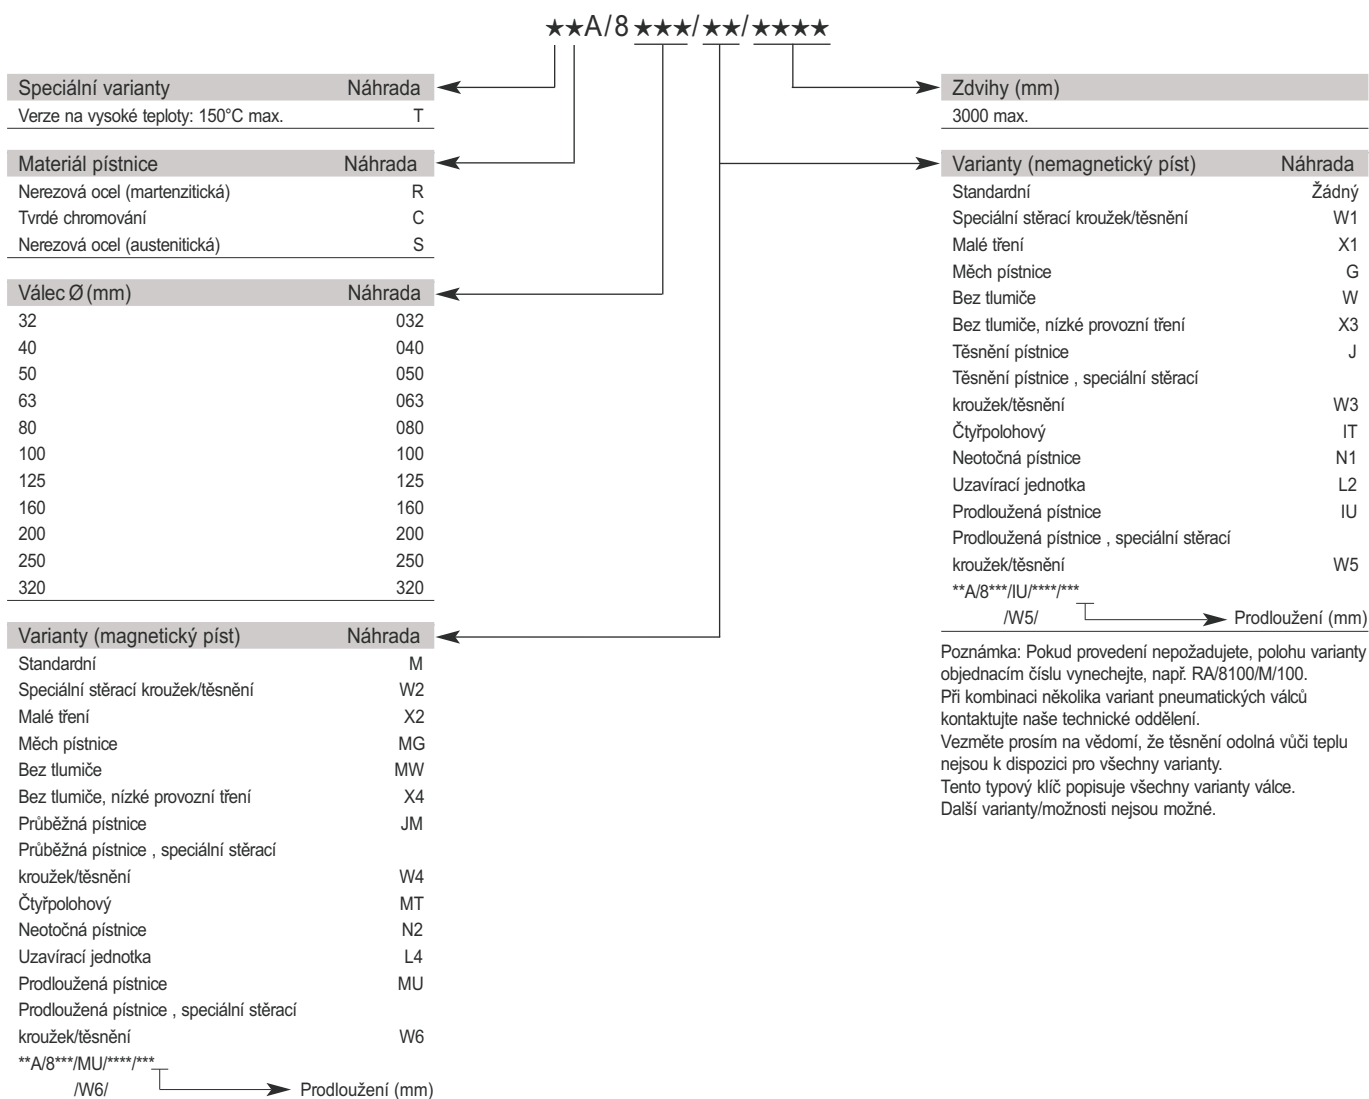 ★★A/8★★★/★★/★★★★
Speciální varianty Náhrada
Verze na vysoké teploty: 150°C max. T
Materiál pístnice Náhrada
Nerezová ocel (martenzitická) R
Tvrdé chromování C
Nerezová ocel (austenitická) S
Válec Ø (mm) Náhrada
32 032
40 040
50 050
63 063
80 080
100 100
125 125
160 160
200 200
250 250
320 320
Varianty (magnetický píst) Náhrada
Standardní M
Speciální stěrací kroužek/těsnění W2
Malé tření X2
Měch pístnice MG
Bez tlumiče MW
Bez tlumiče, nízké provozní tření X4
Průběžná pístnice JM
Průběžná pístnice , speciální stěrací
kroužek/těsnění W4
Čtyřpolohový MT
Neotočná pístnice N2
Uzavírací jednotka L4
Prodloužená pístnice MU
Prodloužená pístnice , speciální stěrací
kroužek/těsnění W6
**A/8***/MU/****/***
/W6/ Prodloužení (mm)
Zdvihy (mm)
3000 max.
Varianty (nemagnetický píst) Náhrada
Standardní Žádný
Speciální stěrací kroužek/těsnění W1
Malé tření X1
Měch pístnice G
Bez tlumiče W
Bez tlumiče, nízké provozní tření X3
Těsnění pístnice J
Těsnění pístnice , speciální stěrací
kroužek/těsnění W3
Čtyřpolohový IT
Neotočná pístnice N1
Uzavírací jednotka L2
Prodloužená pístnice IU
Prodloužená pístnice , speciální stěrací
kroužek/těsnění W5
**A/8***/IU/****/***
/W5/ Prodloužení (mm)
Poznámka: Pokud provedení nepožadujete, polohu varianty
objednacím číslu vynechejte, např. RA/8100/M/100.
Při kombinaci několika variant pneumatických válců
kontaktujte naše technické oddělení.
Vezměte prosím na vědomí, že těsnění odolná vůči teplu
nejsou k dispozici pro všechny varianty.
Tento typový klíč popisuje všechny varianty válce.
Další varianty/možnosti nejsou možné.